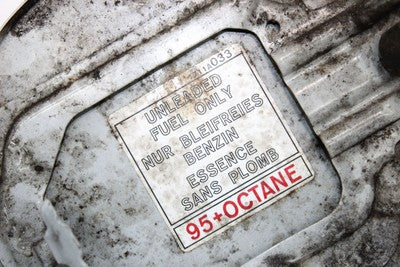 UNLEADED
FUEL ONLY
NUR BLEIFREIES
BENZIN
ESSENCE
SANS PLOMB
95+OCTANE